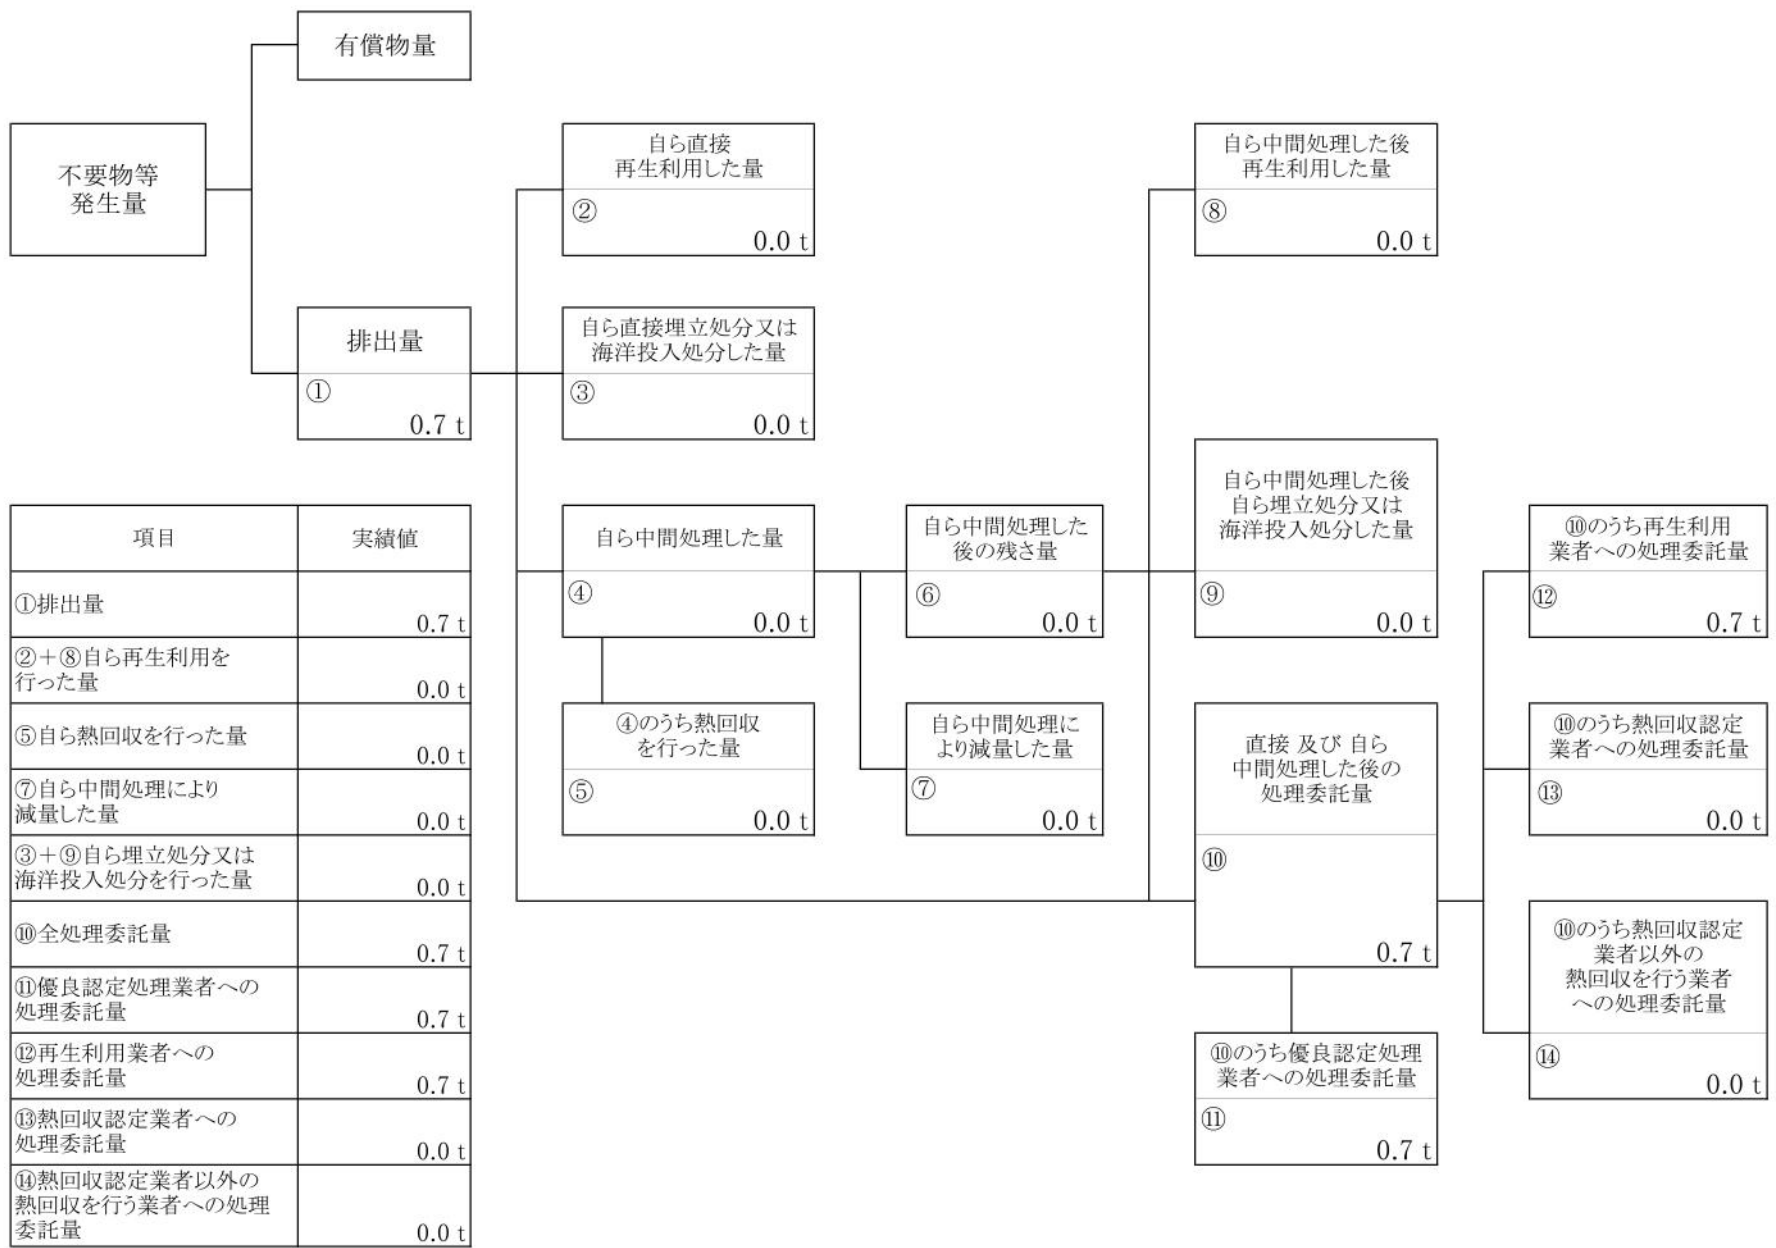 有償物量
不要物等
発生量
自ら直接
再生利用した量
②
0.0 t
自ら中間処理した後
再生利用した量
⑧
0.0 t
排出量
①
0.7 t
自ら直接埋立処分又は
海洋投入処分した量
③
0.0 t
自ら中間処理した量
④
0.0 t
自ら中間処理した
後の残さ量
⑥
0.0 t
自ら中間処理した後
自ら埋立処分又は
海洋投入処分した量
⑨
0.0 t
⑩のうち再生利用
業者への処理委託量
⑫
0.7 t
④のうち熱回収
を行った量
⑤
0.0 t
自ら中間処理に
より減量した量
⑦
0.0 t
直接 及び 自ら
中間処理した後の
処理委託量
⑩
0.7 t
⑩のうち熱回収認定
業者への処理委託量
⑬
0.0 t
⑩のうち熱回収認定
業者以外の
熱回収を行う業者
への処理委託量
⑭
0.0 t
⑩のうち優良認定処理
業者への処理委託量
⑪
0.7 t
項目 実績値
①排出量
0.7 t
②＋⑧自ら再生利用を
行った量
0.0 t
⑤自ら熱回収を行った量
0.0 t
⑦自ら中間処理により
減量した量
0.0 t
③＋⑨自ら埋立処分又は
海洋投入処分を行った量
0.0 t
⑩全処理委託量
0.7 t
⑪優良認定処理業者への
処理委託量
0.7 t
⑫再生利用業者への
処理委託量
0.7 t
⑬熱回収認定業者への
処理委託量
0.0 t
⑭熱回収認定業者以外の
熱回収を行う業者への処理
委託量
0.0 t